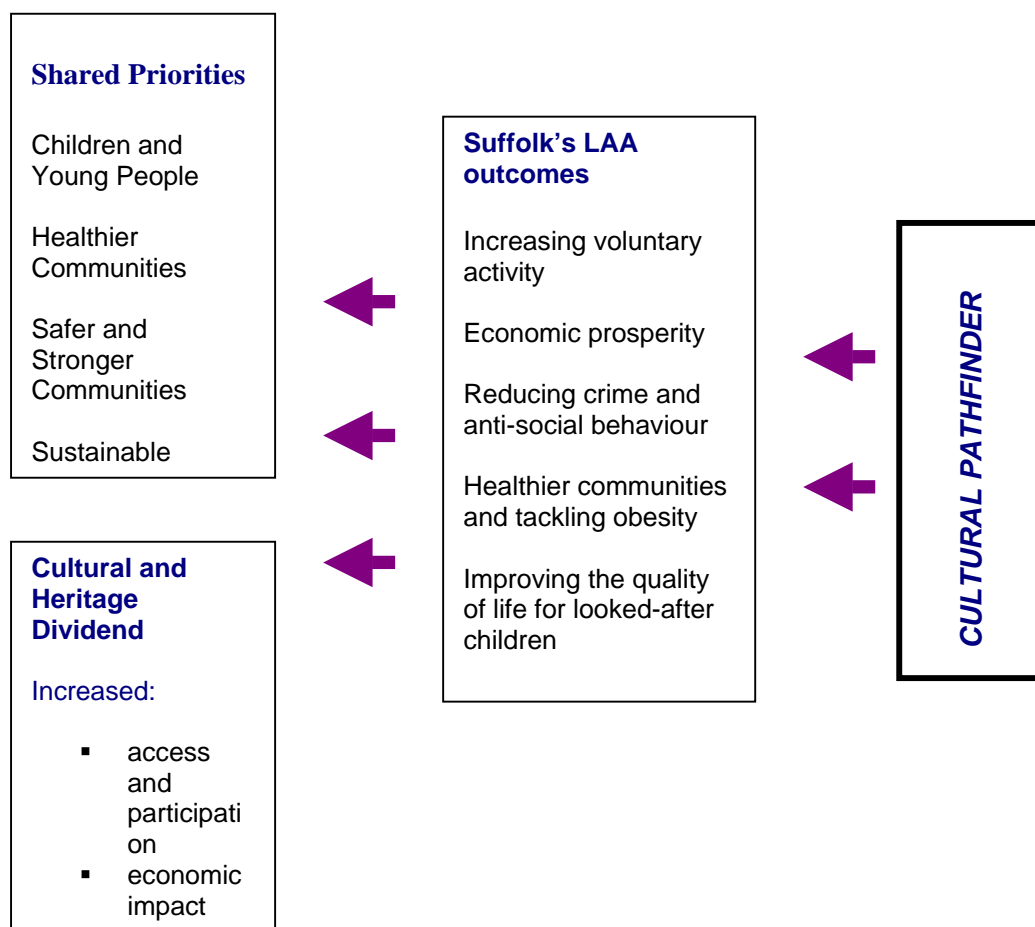 Shared Priorities
Children and
Young People
Healthier
Communities
Safer and
Stronger
Communities
Sustainable
Cultural and
Heritage
Dividend
Increased:
▪ access
and
participati
on
▪ economic
impact
Suffolk’s LAA
outcomes
Increasing voluntary
activity
Economic prosperity
Reducing crime and
anti-social behaviour
Healthier communities
and tackling obesity
Improving the quality
of life for looked-after
children
CULTURAL PATHFINDER